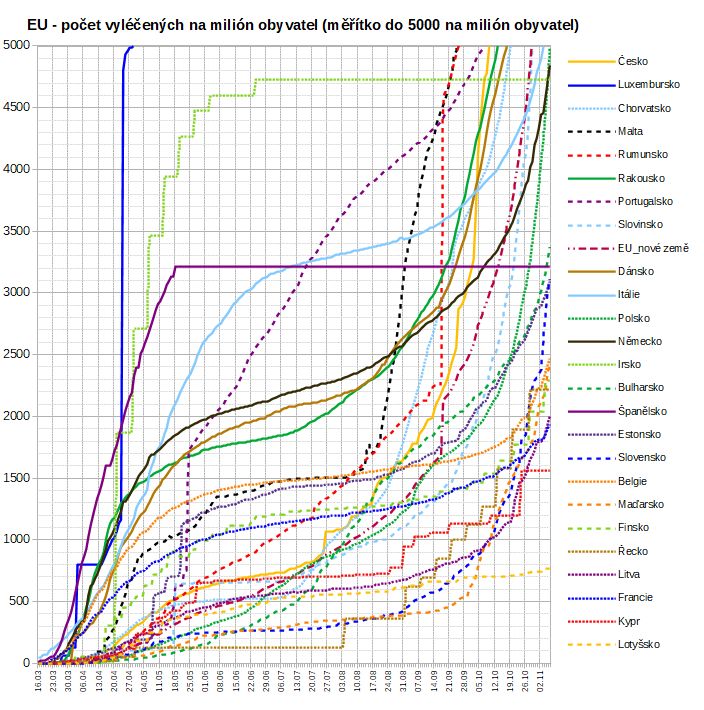 EU - počet vyléčených na milión obyvatel (měřítko do 5000 na milión obyvatel)
5000
4500
4000
3500
3000
2500
2000
1500
1000
500
0
16.03
23.03
30.03
06.04
13.04
20.04
27.04
04.05
11.05
18.05
25.05
01.06
08.06
15.06
22.06
29.06
06.07
13.07
20.07
27.07
03.08
10.08
17.08
24.08
31.08
07.09
14.09
21.09
28.09
05.10
12.10
19.10
26.10
02.11
Česko
Luxembursko
Chorvatsko
Malta
Rumunsko
Rakousko
Portugalsko
Slovinsko
EU_nové země
Dánsko
Itálie
Polsko
Německo
Irsko
Bulharsko
Španělsko
Estonsko
Slovensko
Belgie
Maďarsko
Finsko
Řecko
Litva
Francie
Kypr
Lotyšsko